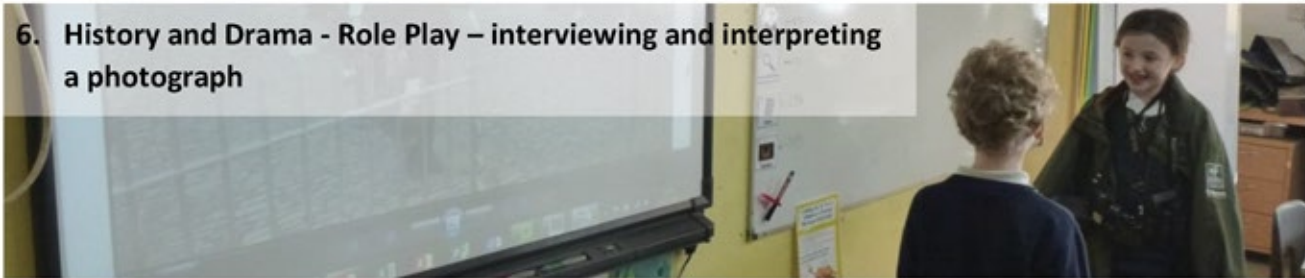 6. History and Drama - Role Play – interviewing and interpreting
a photograph